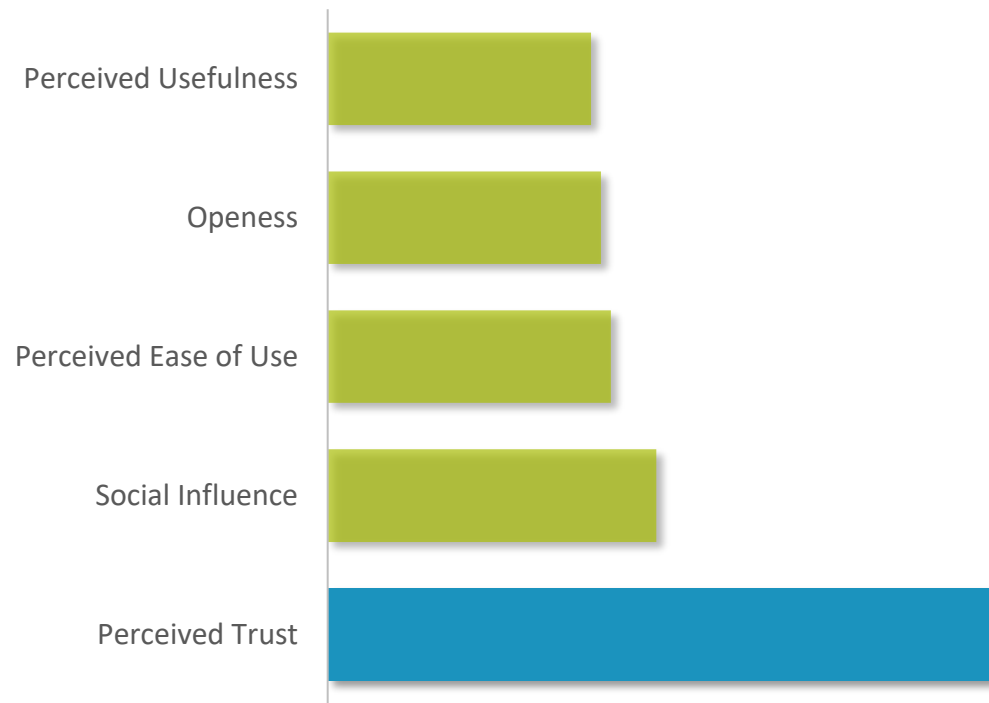 Perceived Usefulness
Openess
Perceived Ease of Use
Social Influence
Perceived Trust